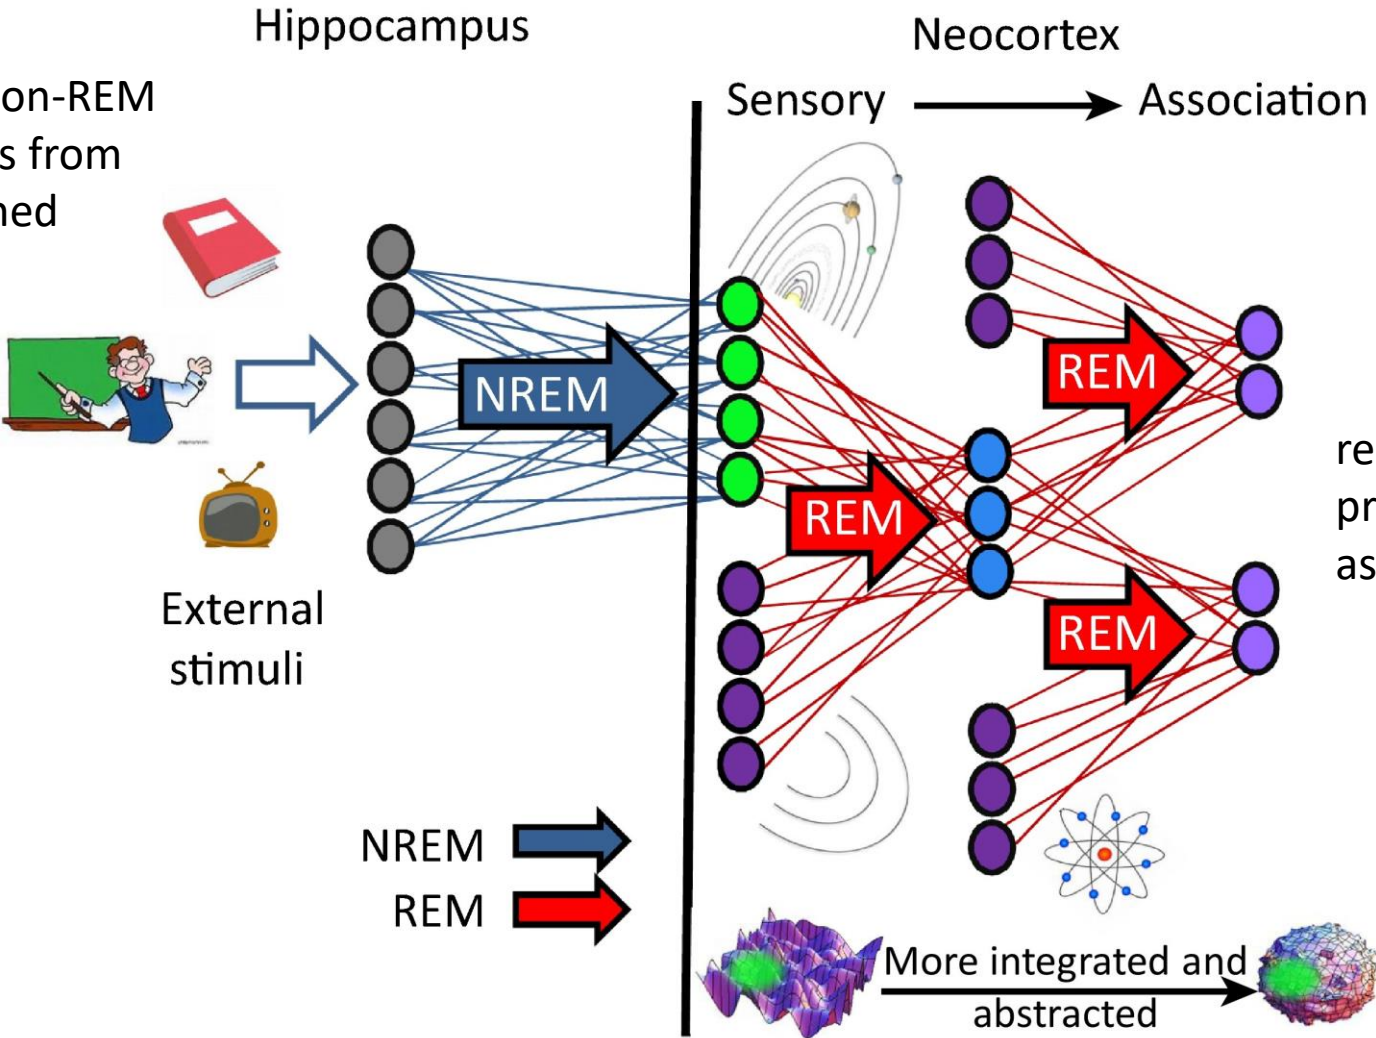 Hippocampus
Neocortex
on-REM
s from
ned
Sensory
Association
NREM
REM
REM
REM
re
pr
as
External
stimuli
NREM
REM
More integrated and
abstracted